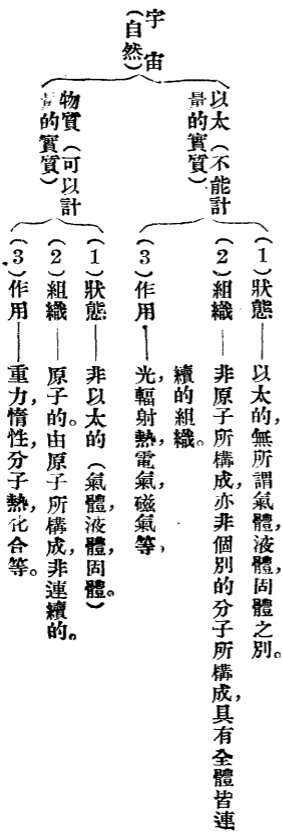 宇宙
(自然)
以太(不能計
量的實質)
(1)狀態——以太的,無所謂氣體,液體,固體之別。
(2)組織——非原子所構成,亦非個別的分子所構成,具有全體皆連
續的組織。
(3)作用——光,輻射熱,電氣,磁氣等,
物質(可以計
量的實質)
(1)狀態——非以太的(氣體,液體,固體。)
(2)組織——原子的。由原子所構成,非連續的。
(3)作用——重力,惰性,分子熱,化合等。